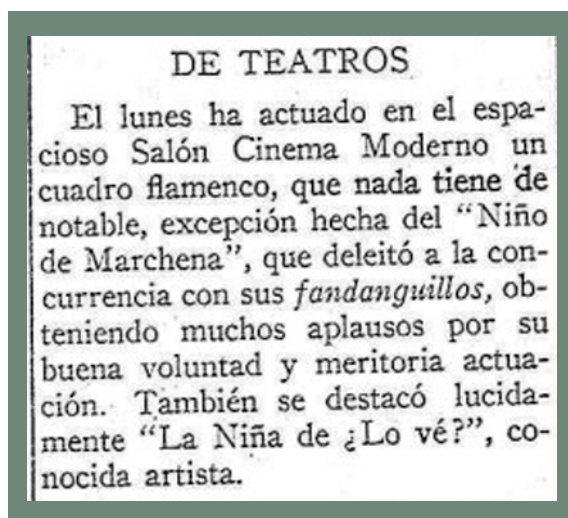 DE TEATROS
El lunes ha actuado en el espa-
cioso Salón Cinema Moderno un
cuadro flamenco, que nada tiene de
notable, excepción hecha del “Niño
de Marchena”, que deleitó a la con-
currencia con sus fandanguillos, ob-
teniendo muchos aplausos por su
buena voluntad y meritoria actua-
ción. También se destacó lucida-
mente “La Niña de ¿Lo vé?”, co-
nocida artista.